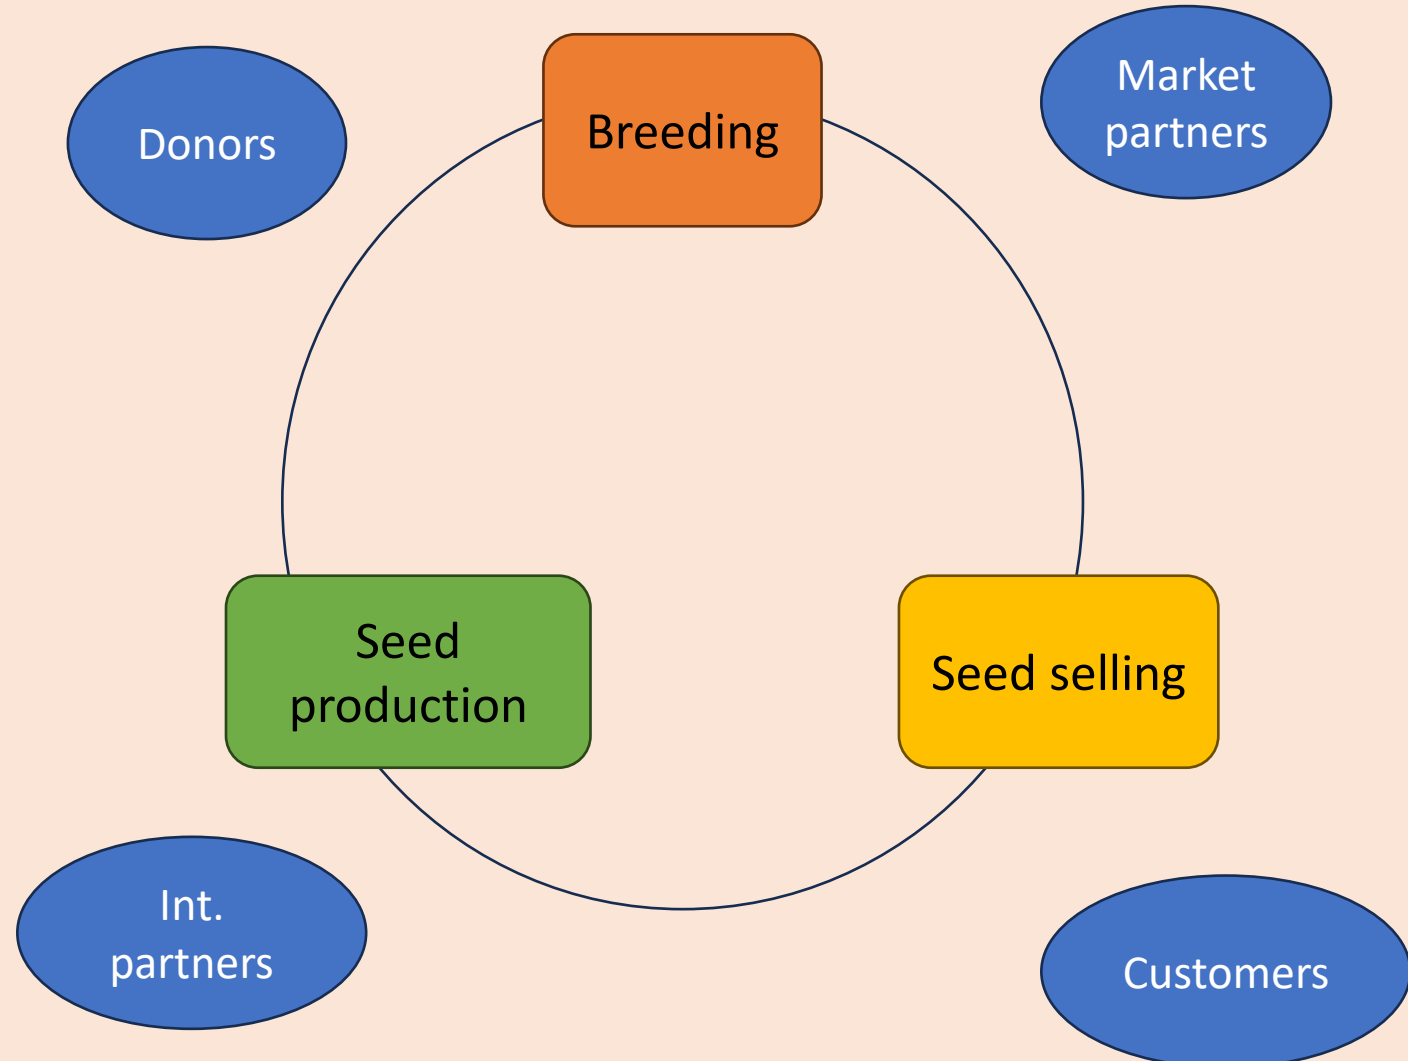 Donors
Breeding
Market
partners
Seed
production
Seed selling
Int.
partners
Customers